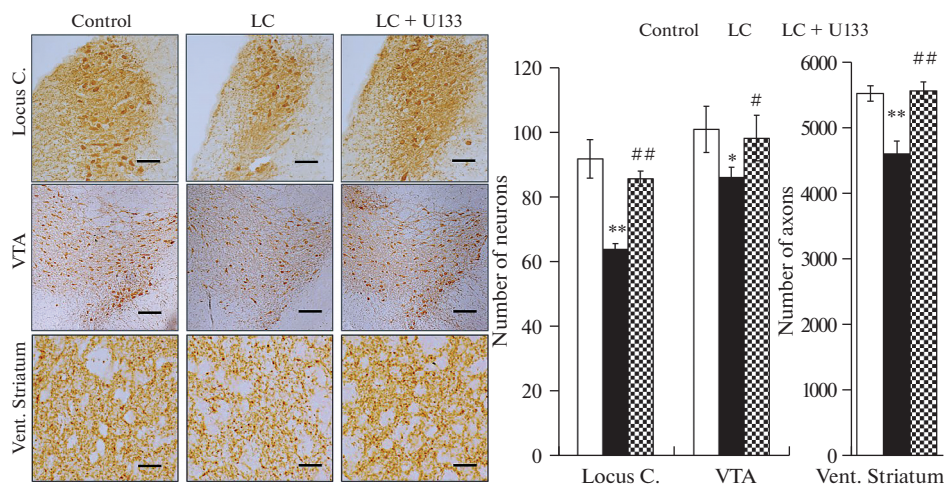 Control LC LC + U133
Locus C.
VTA
Vent. Striatum
Control LC LC + U133
Number of neurons
120
100
80
60
40
20
0
**
##
*
#
Locus C. VTA
Number of axons
6000
5000
4000
3000
2000
1000
0
**
##
Vent. Striatum